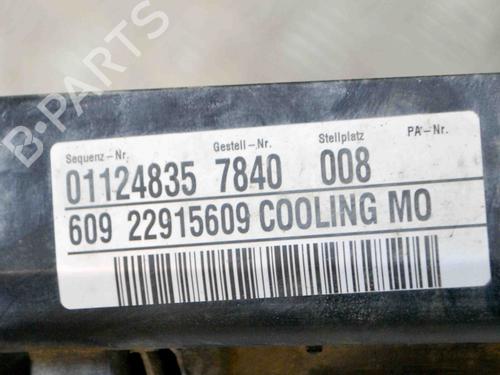 B-PARTS
Sequenz-Nr. Gestell-Nr. Stellplatz PA-Nr.
01124835 7840 008
609 22915609 COOLING MO